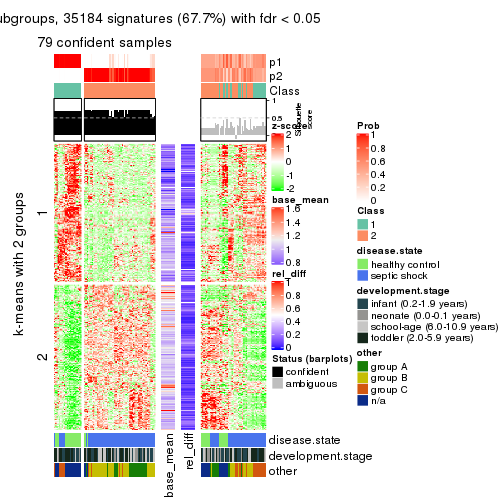 ubgroups, 35184 signatures (67.7%) with fdr < 0.05
79 confident samples
p1
p2
Class
1
0.5
0
Silhouette
score
z-score
2
1
0
-1
-2
base_mean
1.6
1.4
1.2
1
0.8
rel_diff
1
0.8
0.6
0.4
0.2
0
Status (barplots)
confident
ambiguous
Prob
1
0.8
0.6
0.4
0.2
0
Class
1
2
disease.state
healthy control
septic shock
development.stage
infant (0.2-1.9 years)
neonate (0.0-0.1 years)
school-age (6.0-10.9 years)
toddler (2.0-5.9 years)
other
group A
group B
group C
n/a
k-means with 2 groups
1
2
disease.state
development.stage
other
base_mean
rel_diff